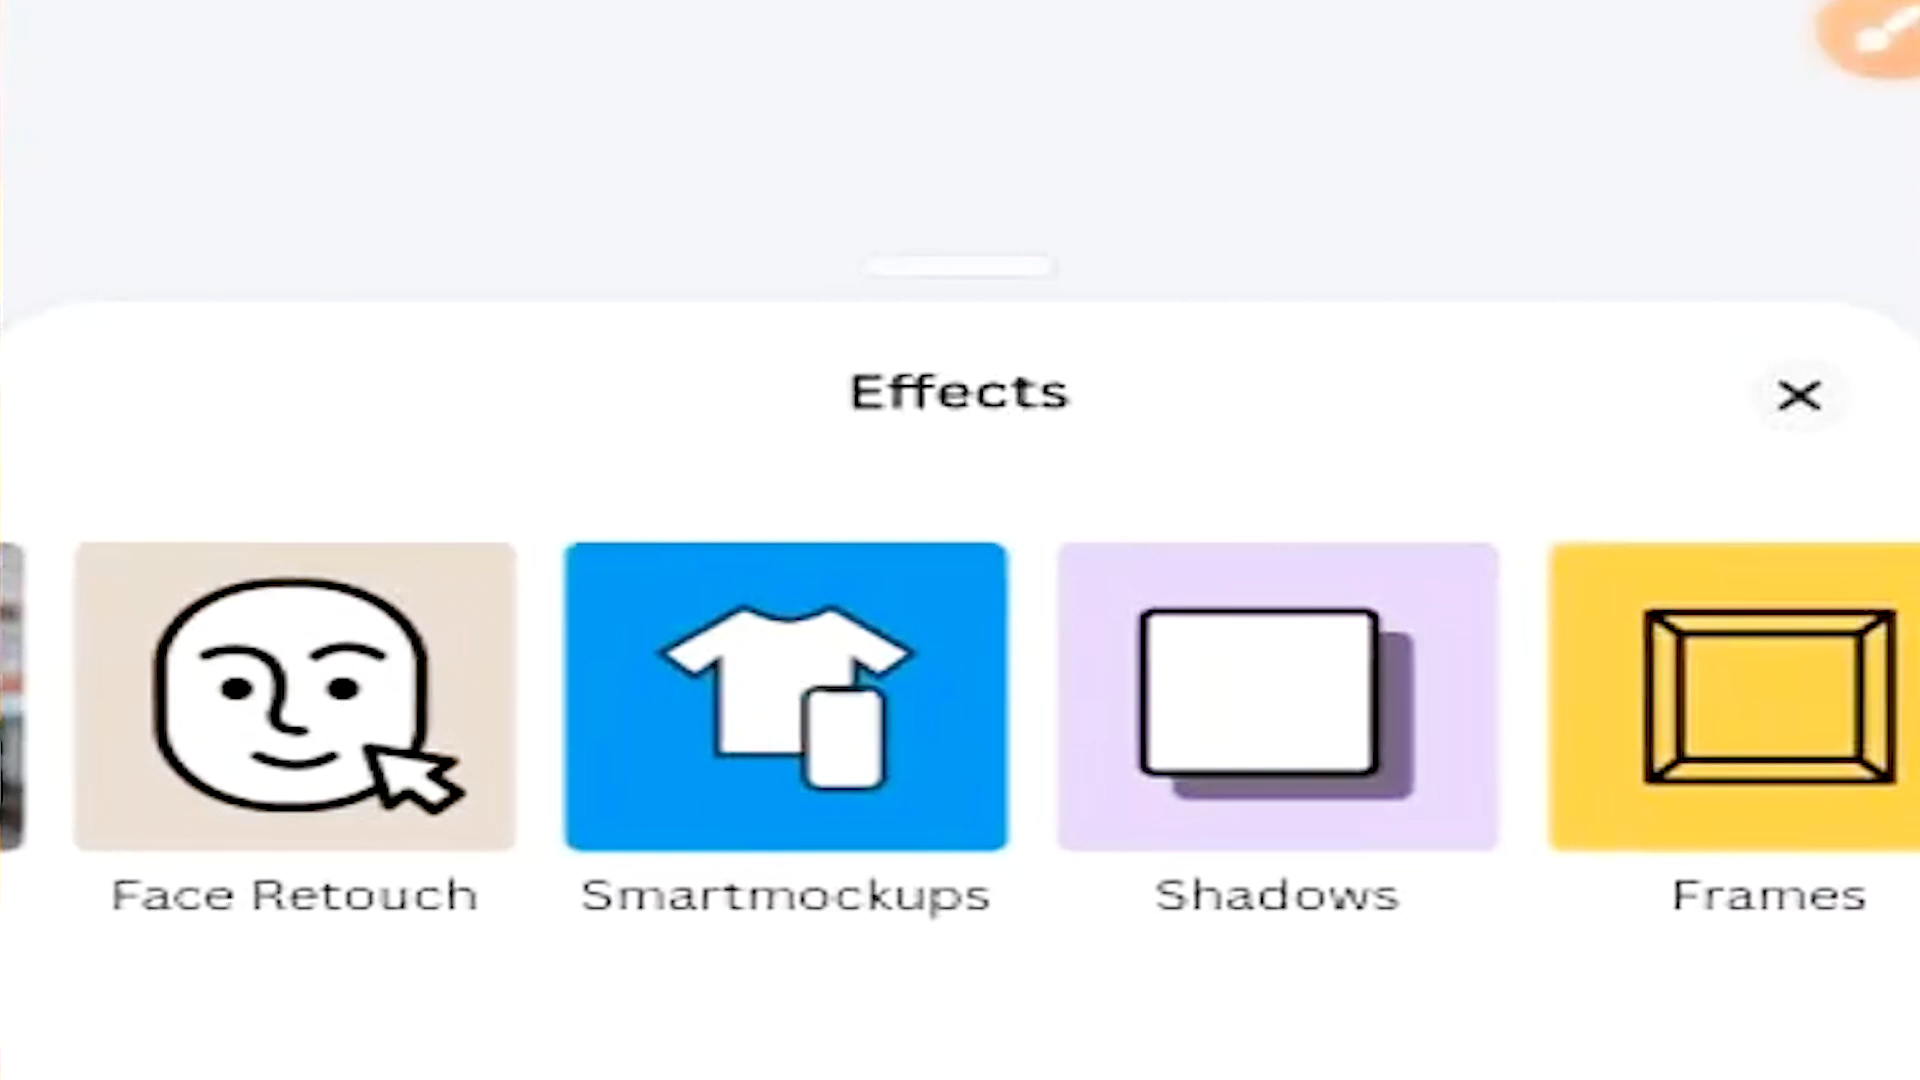 Effects
Face Retouch
Smartmockups
Shadows
Frames